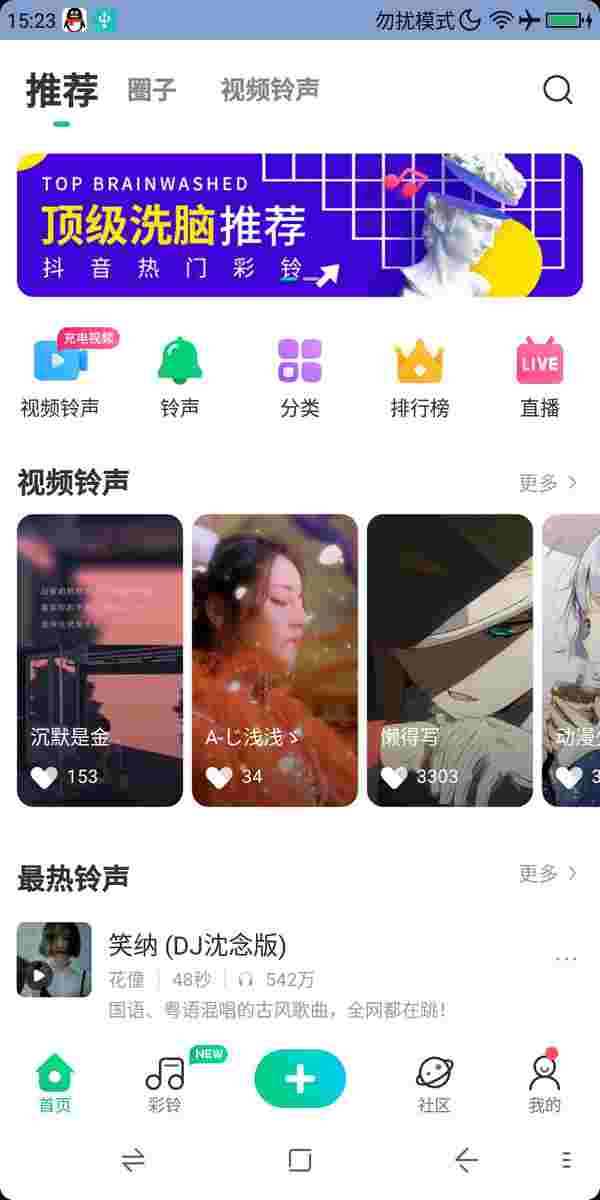 15:23
勿扰模式
推荐 圈子 视频铃声
TOP BRAINWASHED
顶级洗脑推荐
抖音热门彩铃
充电视频
LIVE
视频铃声 铃声 分类 排行榜 直播
视频铃声 更多
沉默是金 A-じ浅浅ゝ 懒得写 动漫
153 34 3303 3
最热铃声 更多
笑纳 (DJ沈念版)
花僮 48秒 542万
国语、粤语混唱的古风歌曲，全网都在跳！
NEW
首页 彩铃 社区 我的